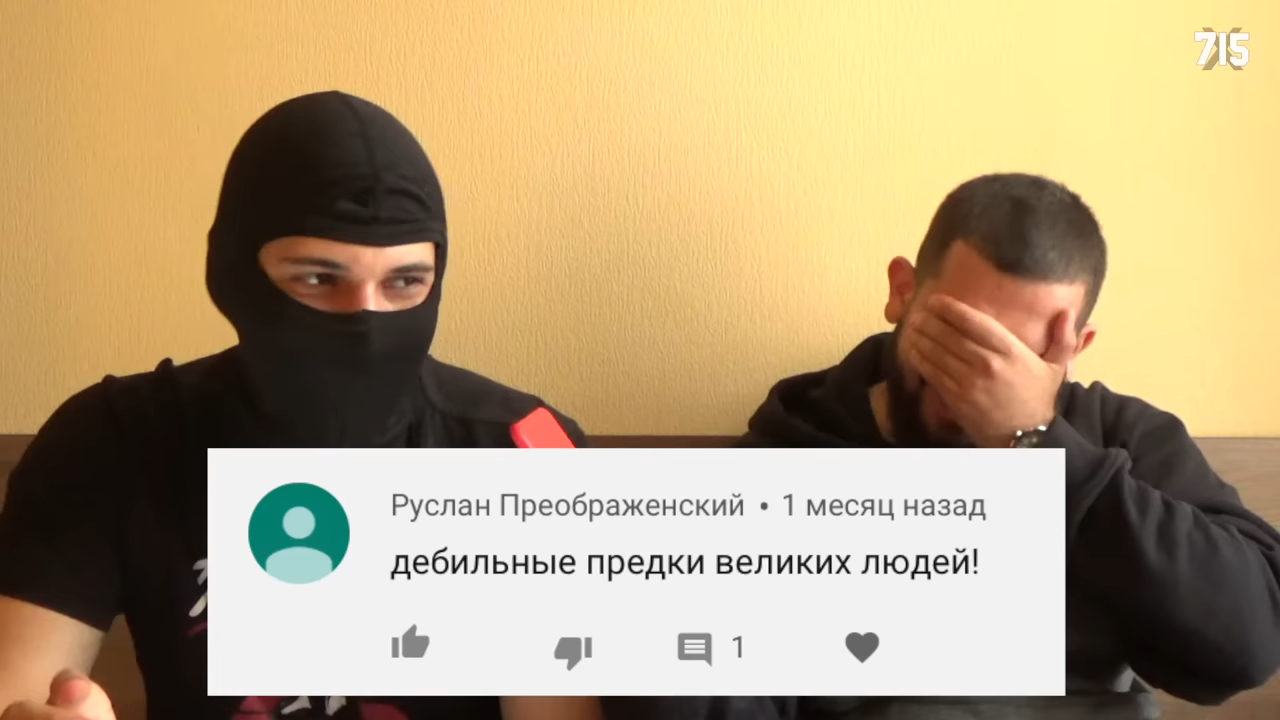 715
Руслан Преображенский • 1 месяц назад
дебильные предки великих людей!
1